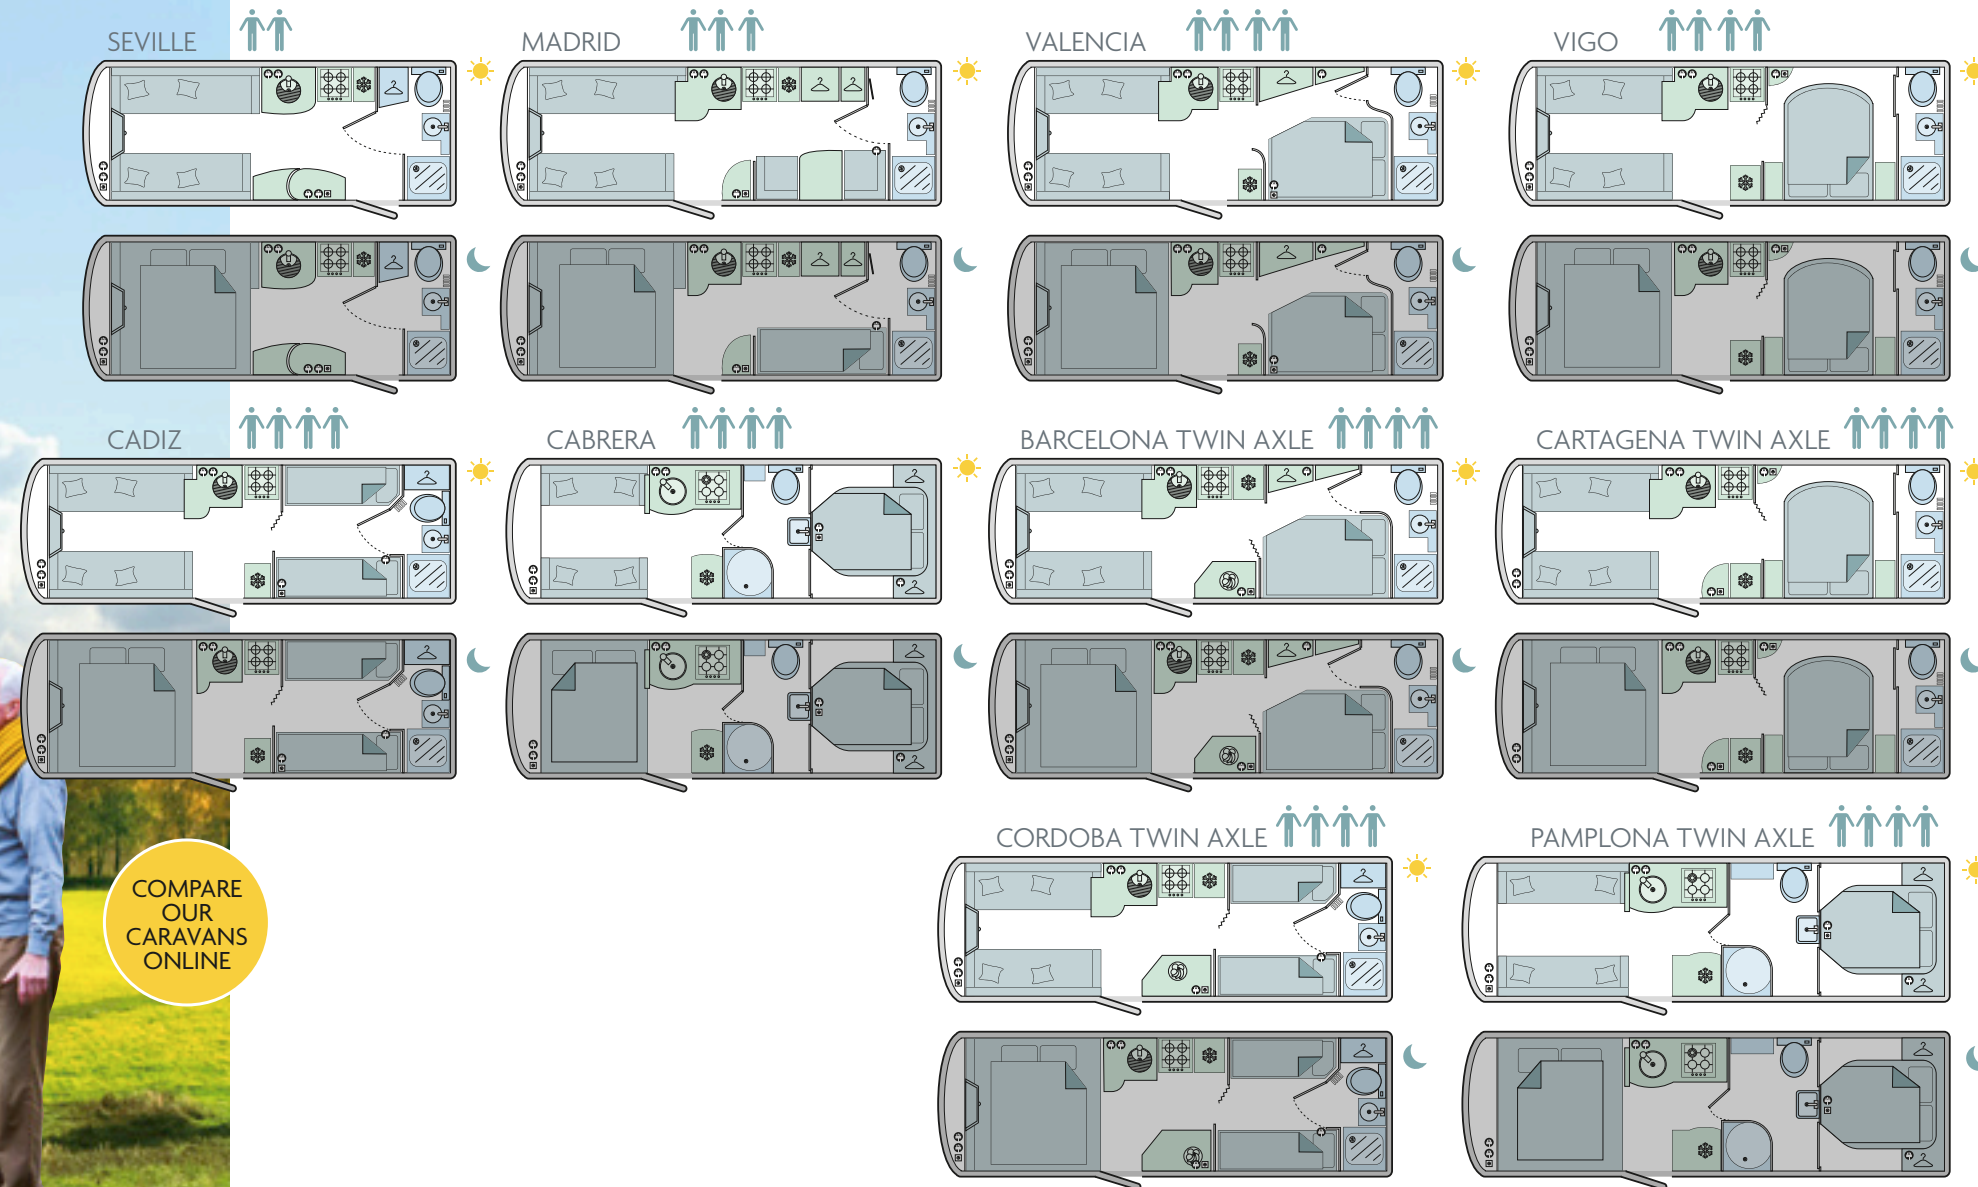 SEVILLE
MADRID
VALENCIA
VIGO
CADIZ
CABRERA
BARCELONA TWIN AXLE
CARTAGENA TWIN AXLE
CORDOBA TWIN AXLE
PAMPLONA TWIN AXLE
COMPARE
OUR
CARAVANS
ONLINE